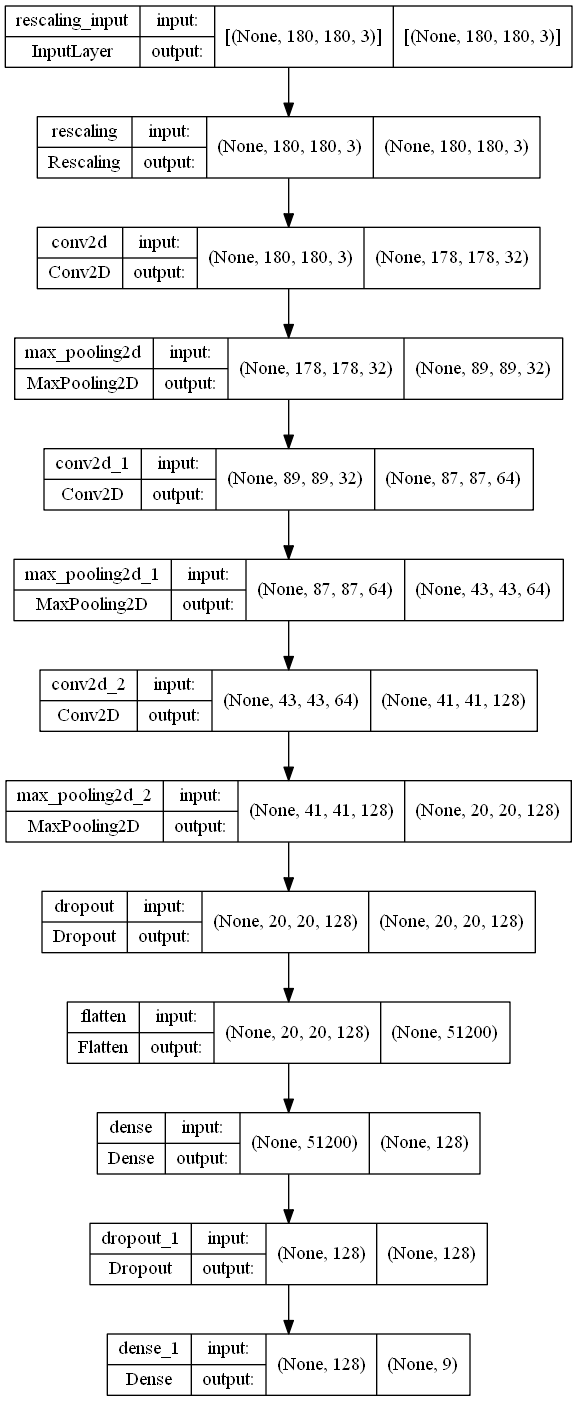 rescaling_input input: [(None, 180, 180, 3)] [(None, 180, 180, 3)]
InputLayer output:
rescaling input: (None, 180, 180, 3) (None, 180, 180, 3)
Rescaling output:
conv2d input: (None, 180, 180, 3) (None, 178, 178, 32)
Conv2D output:
max_pooling2d input: (None, 178, 178, 32) (None, 89, 89, 32)
MaxPooling2D output:
conv2d_1 input: (None, 89, 89, 32) (None, 87, 87, 64)
Conv2D output:
max_pooling2d_1 input: (None, 87, 87, 64) (None, 43, 43, 64)
MaxPooling2D output:
conv2d_2 input: (None, 43, 43, 64) (None, 41, 41, 128)
Conv2D output:
max_pooling2d_2 input: (None, 41, 41, 128) (None, 20, 20, 128)
MaxPooling2D output:
dropout input: (None, 20, 20, 128) (None, 20, 20, 128)
Dropout output:
flatten input: (None, 20, 20, 128) (None, 51200)
Flatten output:
dense input: (None, 51200) (None, 128)
Dense output:
dropout_1 input: (None, 128) (None, 128)
Dropout output:
dense_1 input: (None, 128) (None, 9)
Dense output: